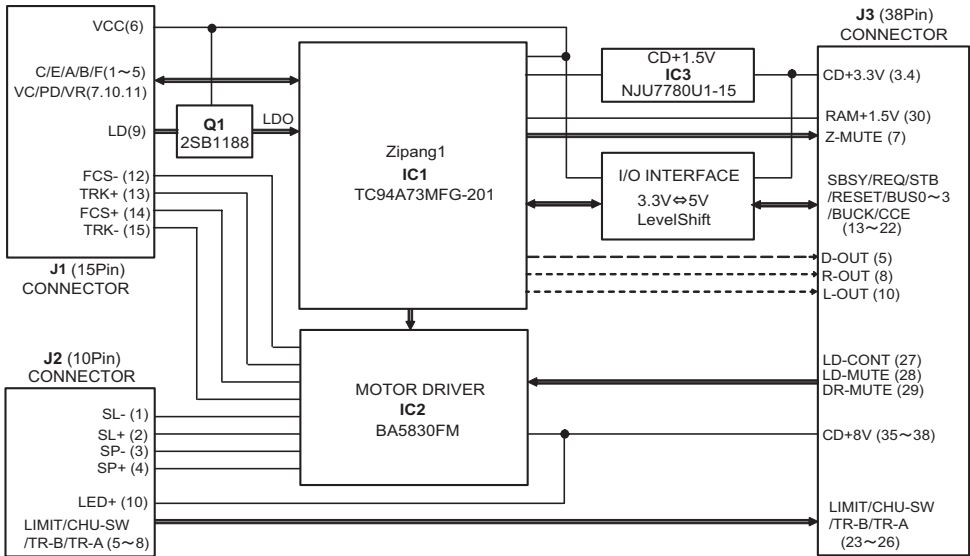 J3 (38Pin)
CONNECTOR
VCC(6)
C/E/A/B/F(1～5)
VC/PD/VR(7.10.11)
LD(9)
Q1
2SB1188
LDO
FCS- (12)
TRK+ (13)
FCS+ (14)
TRK- (15)
J1 (15Pin)
CONNECTOR
Zipang1
IC1
TC94A73MFG-201
CD+1.5V
IC3
NJU7780U1-15
I/O INTERFACE
3.3V⇔5V
LevelShift
CD+3.3V (3.4)
RAM+1.5V (30)
Z-MUTE (7)
SBSY/REQ/STB
/RESET/BUS0～3
/BUCK/CCE
(13～22)
D-OUT (5)
R-OUT (8)
L-OUT (10)
J2 (10Pin)
CONNECTOR
SL- (1)
SL+ (2)
SP- (3)
SP+ (4)
LED+ (10)
LIMIT/CHU-SW
/TR-B/TR-A (5～8)
MOTOR DRIVER
IC2
BA5830FM
LD-CONT (27)
LD-MUTE (28)
DR-MUTE (29)
CD+8V (35～38)
LIMIT/CHU-SW
/TR-B/TR-A
(23～26)